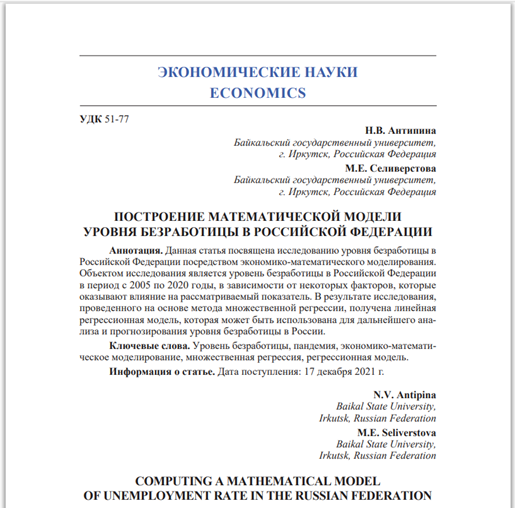 ЭКОНОМИЧЕСКИЕ НАУКИ
ECONOMICS
УДК 51-77
Н.В. Антипина
Байкальский государственный университет,
г. Иркутск, Российская Федерация
М.Е. Селиверстова
Байкальский государственный университет,
г. Иркутск, Российская Федерация
ПОСТРОЕНИЕ МАТЕМАТИЧЕСКОЙ МОДЕЛИ
УРОВНЯ БЕЗРАБОТИЦЫ В РОССИЙСКОЙ ФЕДЕРАЦИИ
Аннотация. Данная статья посвящена исследованию уровня безработицы в
Российской Федерации посредством экономико-математического моделирования.
Объектом исследования является уровень безработицы в Российской Федерации
в период с 2005 по 2020 годы, в зависимости от некоторых факторов, которые
оказывают влияние на рассматриваемый показатель. В результате исследования,
проведенного на основе метода множественной регрессии, получена линейная
регрессионная модель, которая может быть использована для дальнейшего ана-
лиза и прогнозирования уровня безработицы в России.
Ключевые слова. Уровень безработицы, пандемия, экономико-математи-
ческое моделирование, множественная регрессия, регрессионная модель.
Информация о статье. Дата поступления: 17 декабря 2021 г.
N.V. Antipina
Baikal State University,
Irkutsk, Russian Federation
M.E. Seliverstova
Baikal State University,
Irkutsk, Russian Federation
COMPUTING A MATHEMATICAL MODEL
OF UNEMPLOYMENT RATE IN THE RUSSIAN FEDERATION